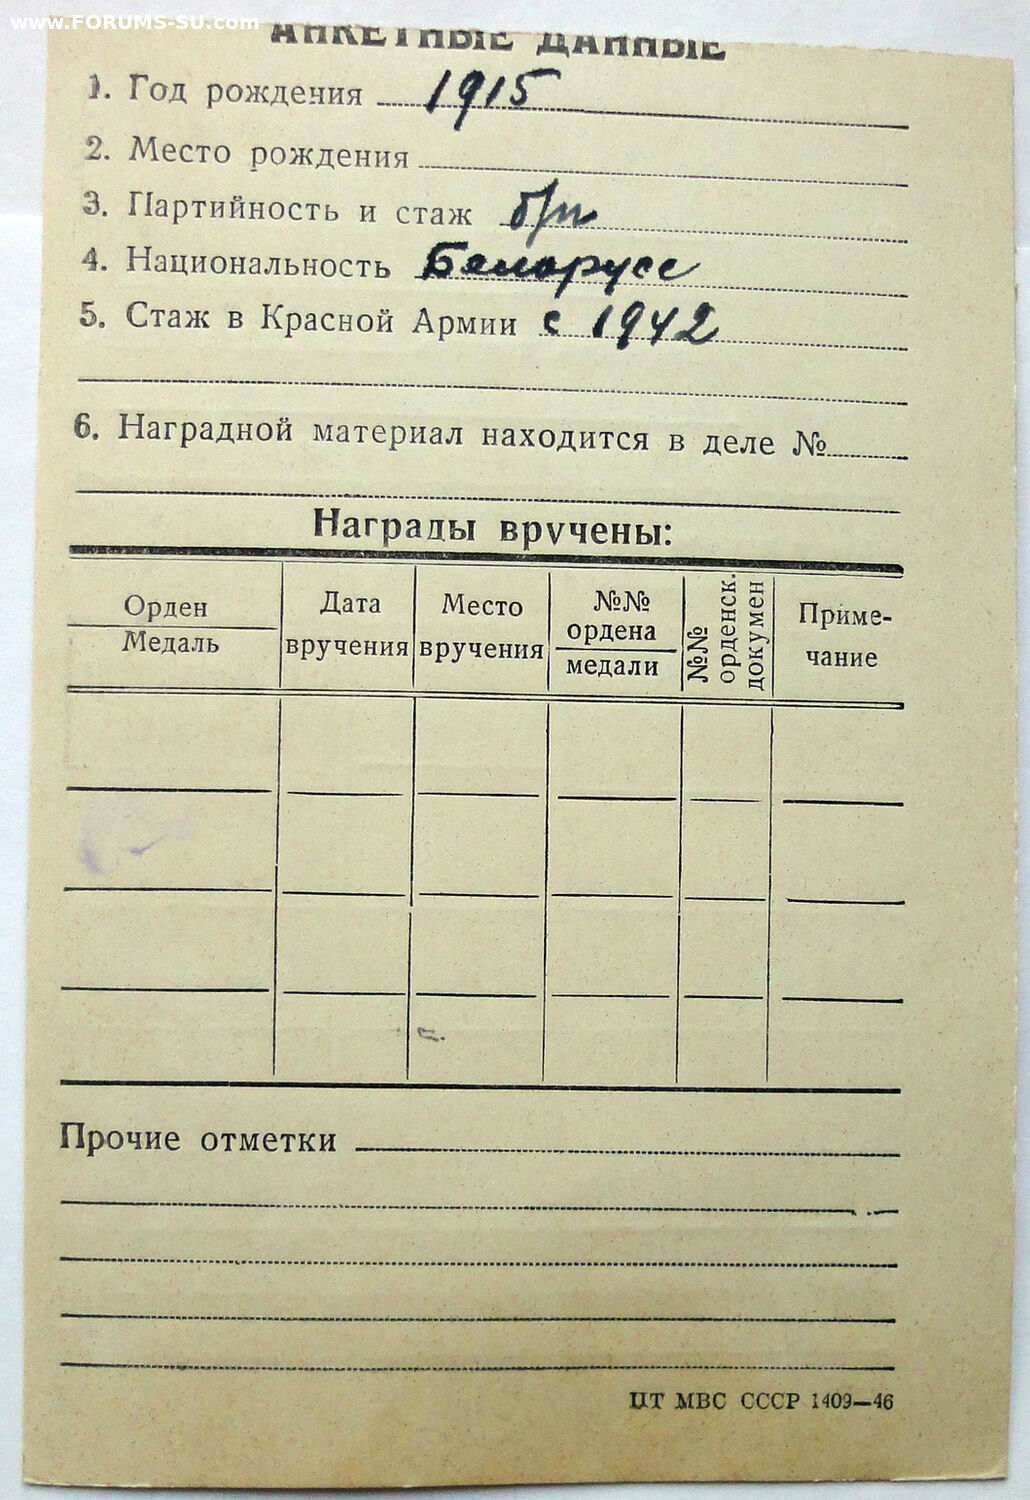 www.FORUMS-SU.com
АНКЕТНЫЕ ДАННЫЕ
1. Год рождения 1915
2. Место рождения
3. Партийность и стаж б/п
4. Национальность Белорусс
5. Стаж в Красной Армии с 1942
6. Наградной материал находится в деле №
Награды вручены:
Орден
Медаль
Дата
вручения
Место
вручения
№№
ордена
медали
№№
орденск.
докумен
Приме-
чание
Прочие отметки
ЦТ МВС СССР 1409—46